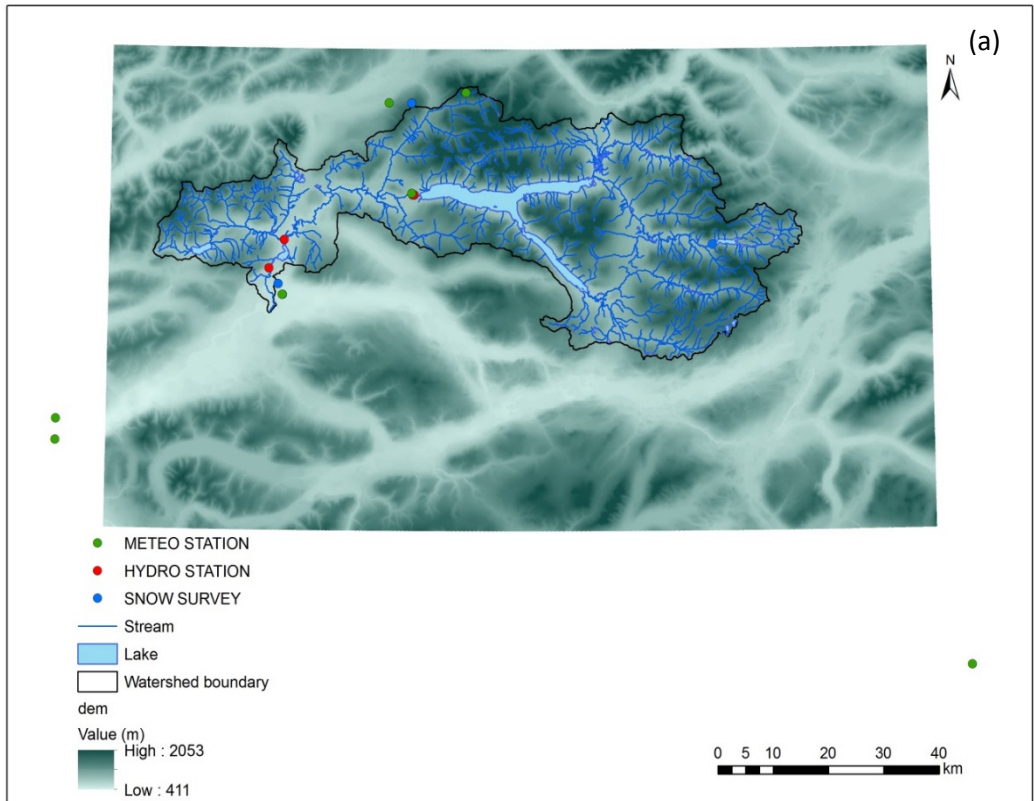 (a)
N
METEO STATION
HYDRO STATION
SNOW SURVEY
Stream
Lake
Watershed boundary
dem
Value (m)
High : 2053
Low : 411
0 5 10 20 30 40
km